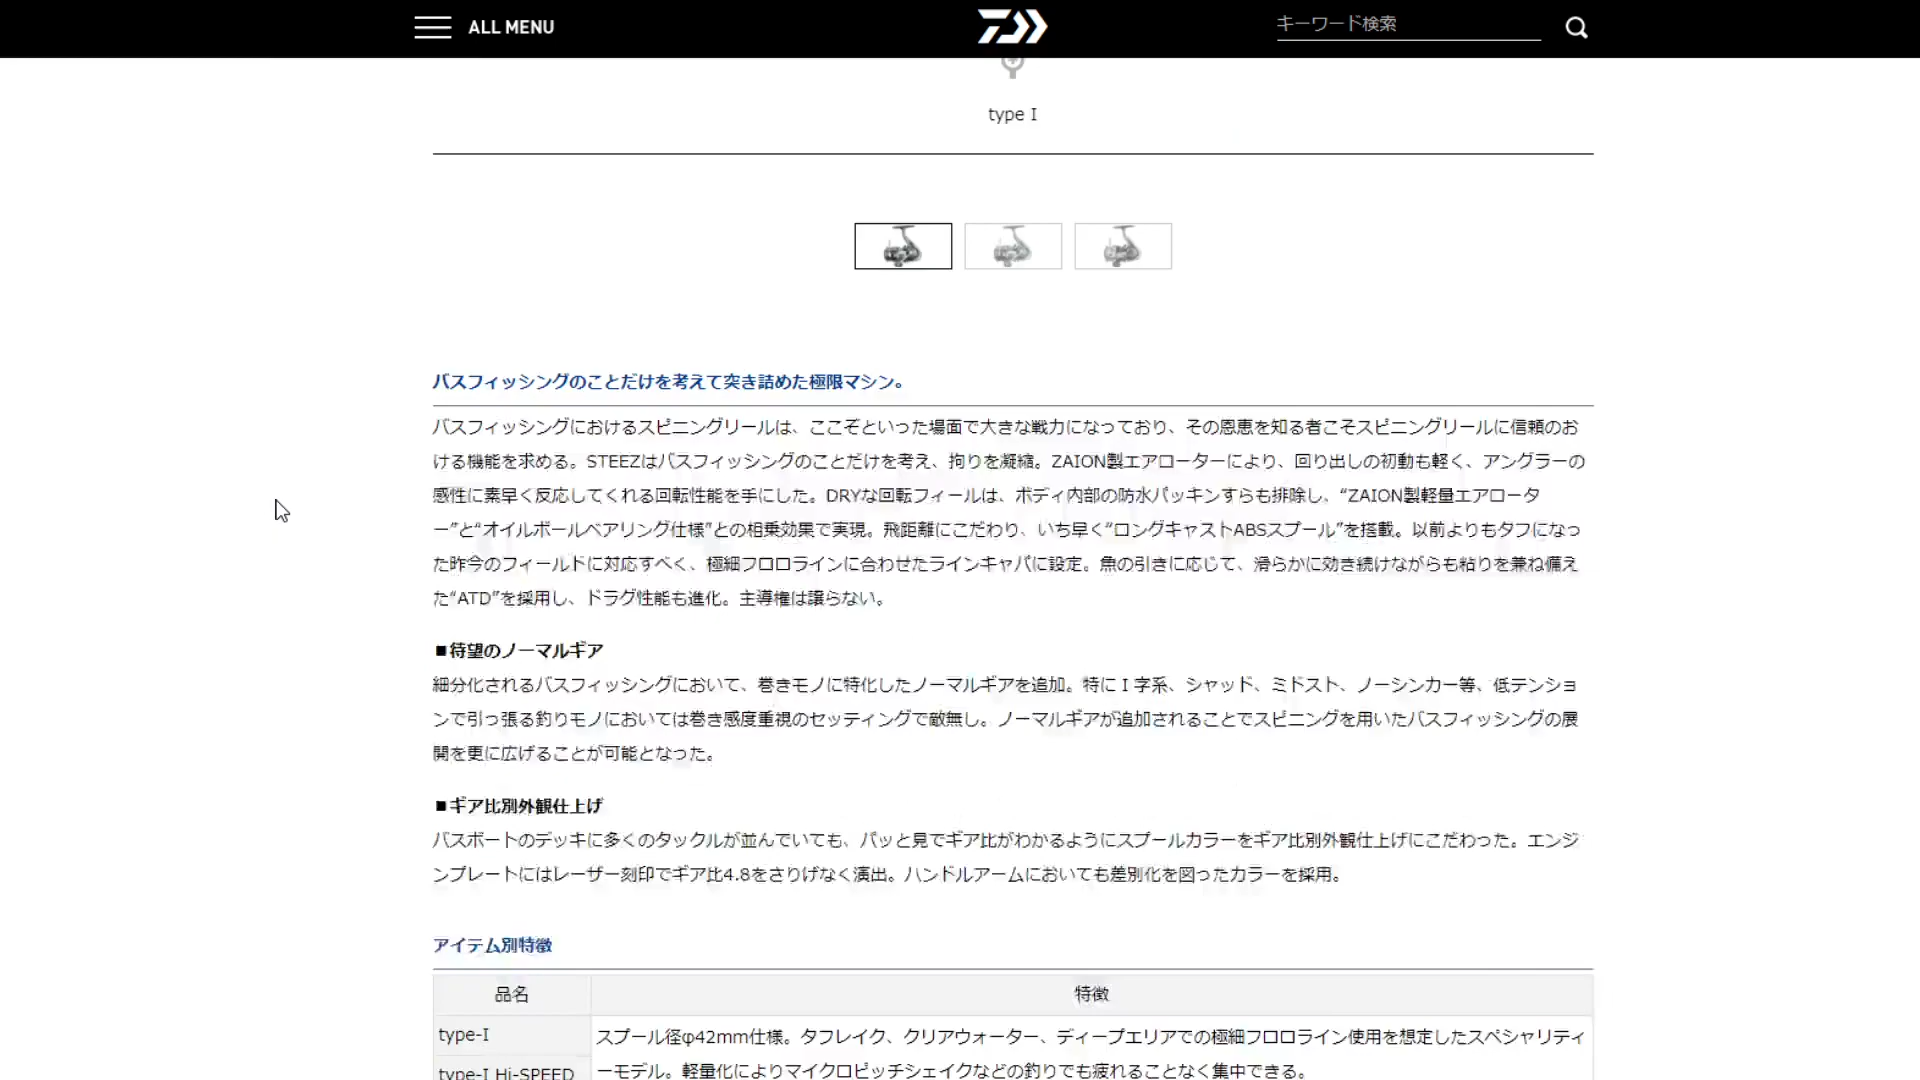 ALL MENU
キーワード検索
type I
バスフィッシングのことだけを考えて突き詰めた極限マシン。
バスフィッシングにおけるスピニングリールは、ここぞといった場面で大きな戦力になっており、その恩恵を知る者こそスピニングリールに信頼のお
ける機能を求める。STEEZはバスフィッシングのことだけを考え、拘りを凝縮。ZAION製エアローターにより、回り出しの初動も軽く、アングラーの
感性に素早く反応してくれる回転性能を手にした。DRYな回転フィールは、ボディ内部の防水パッキンすらも排除し、“ZAION製軽量エアロータ
ー”と“オイルボールベアリング仕様”との相乗効果で実現。飛距離にこだわり、いち早く“ロングキャストABSスプール”を搭載。以前よりもタフになっ
た昨今のフィールドに対応すべく、極細フロロラインに合わせたラインキャパに設定。魚の引きに応じて、滑らかに効き続けながらも粘りを兼ね備え
た“ATD”を採用し、ドラグ性能も進化。主導権は譲らない。
■待望のノーマルギア
細分化されるバスフィッシングにおいて、巻きモノに特化したノーマルギアを追加。特にＩ字系、シャッド、ミドスト、ノーシンカー等、低テンショ
ンで引っ張る釣りモノにおいては巻き感度重視のセッティングで敵無し。ノーマルギアが追加されることでスピニングを用いたバスフィッシングの展
開を更に広げることが可能となった。
■ギア比別外観仕上げ
バスボートのデッキに多くのタックルが並んでいても、パッと見でギア比がわかるようにスプールカラーをギア比別外観仕上げにこだわった。エンジ
ンプレートにはレーザー刻印でギア比4.8をさりげなく演出。ハンドルアームにおいても差別化を図ったカラーを採用。
アイテム別特徴
品名
特徴
type-I
スプール径φ42mm仕様。タフレイク、クリアウォーター、ディープエリアでの極細フロロライン使用を想定したスペシャリティ
type-I Hi-SPEED
ーモデル。軽量化によりマイクロピッチシェイクなどの釣りでも疲れることなく集中できる。